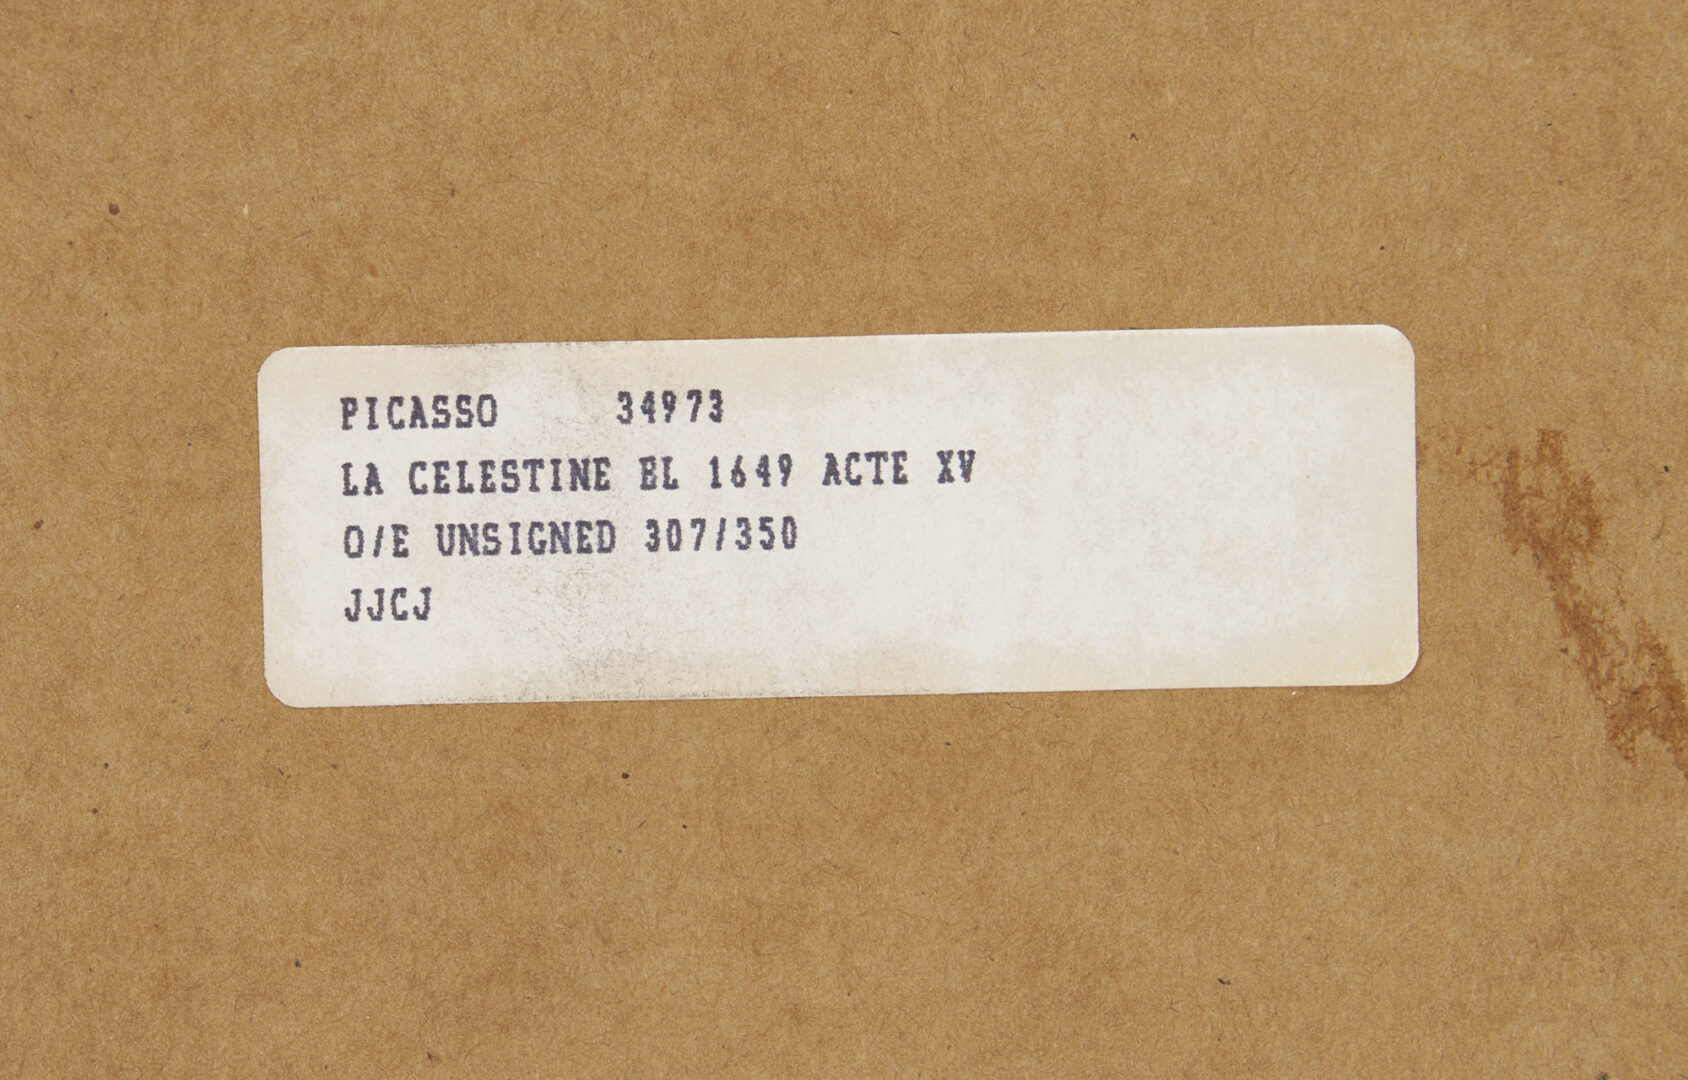 PICASSO 34973
LA CELESTINE BL 1649 ACTE XV
O/E UNSIGNED 307/350
JJCJ